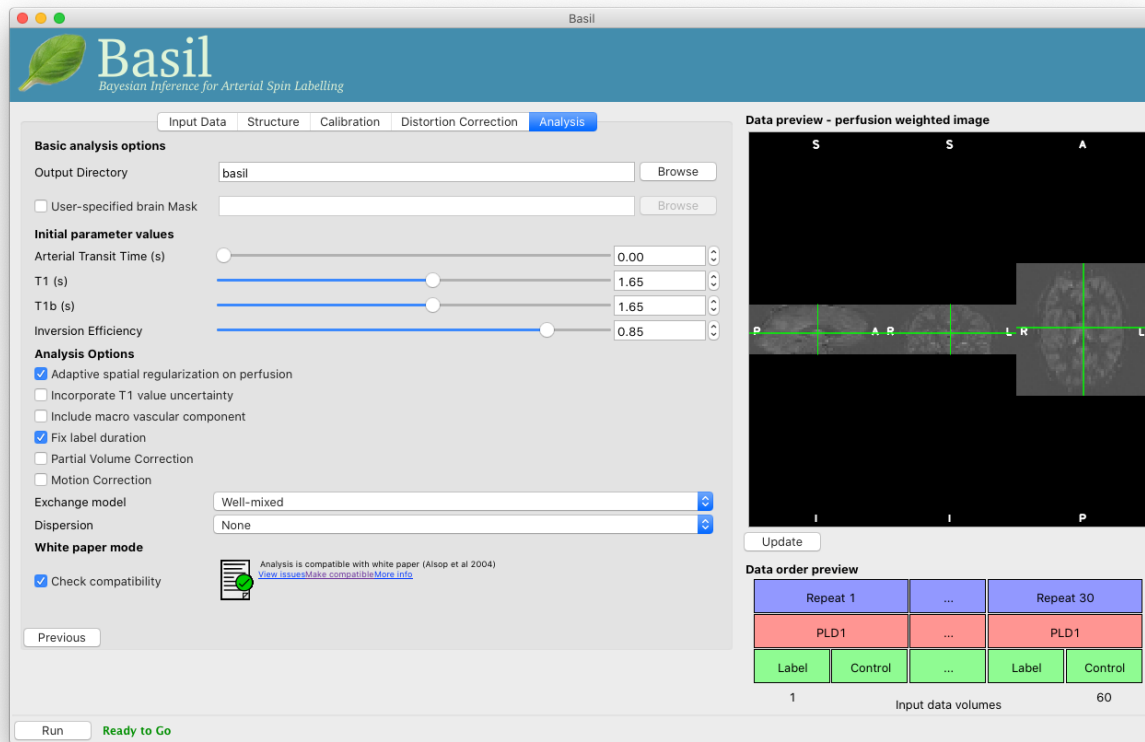 Basil
Basil
Bayesian Inference for Arterial Spin Labelling
Input Data Structure Calibration Distortion Correction Analysis
Basic analysis options
Output Directory basil Browse
User-specified brain Mask Browse
Initial parameter values
Arterial Transit Time (s) 0.00
T1 (s) 1.65
T1b (s) 1.65
Inversion Efficiency 0.85
Analysis Options
Adaptive spatial regularization on perfusion
Incorporate T1 value uncertainty
Include macro vascular component
Fix label duration
Partial Volume Correction
Motion Correction
Exchange model Well-mixed
Dispersion None
White paper mode
Check compatibility
Analysis is compatible with white paper (Alsop et al 2004)
View issuesMake compatibleMore info
Previous
Data preview - perfusion weighted image
S S A
P A R L R L
I I P
Update
Data order preview
Repeat 1 ... Repeat 30
PLD1 ... PLD1
Label Control ... Label Control
1 60
Input data volumes
Run Ready to Go